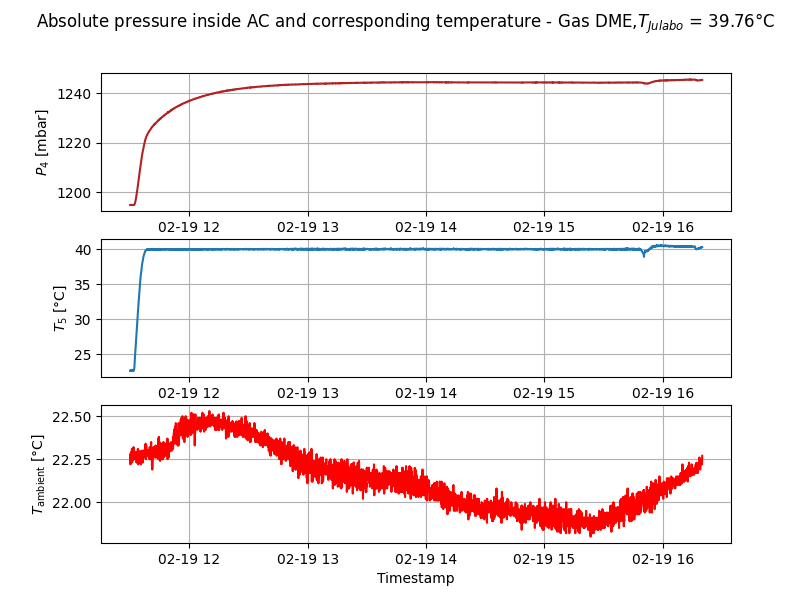 Absolute pressure inside AC and corresponding temperature - Gas DME,T_Julabo = 39.76°C
P_4 [mbar]
1240
1220
1200
02-19 12 02-19 13 02-19 14 02-19 15 02-19 16
T_5 [°C]
40
35
30
25
02-19 12 02-19 13 02-19 14 02-19 15 02-19 16
T_ambient [°C]
22.50
22.25
22.00
02-19 12 02-19 13 02-19 14 02-19 15 02-19 16
Timestamp